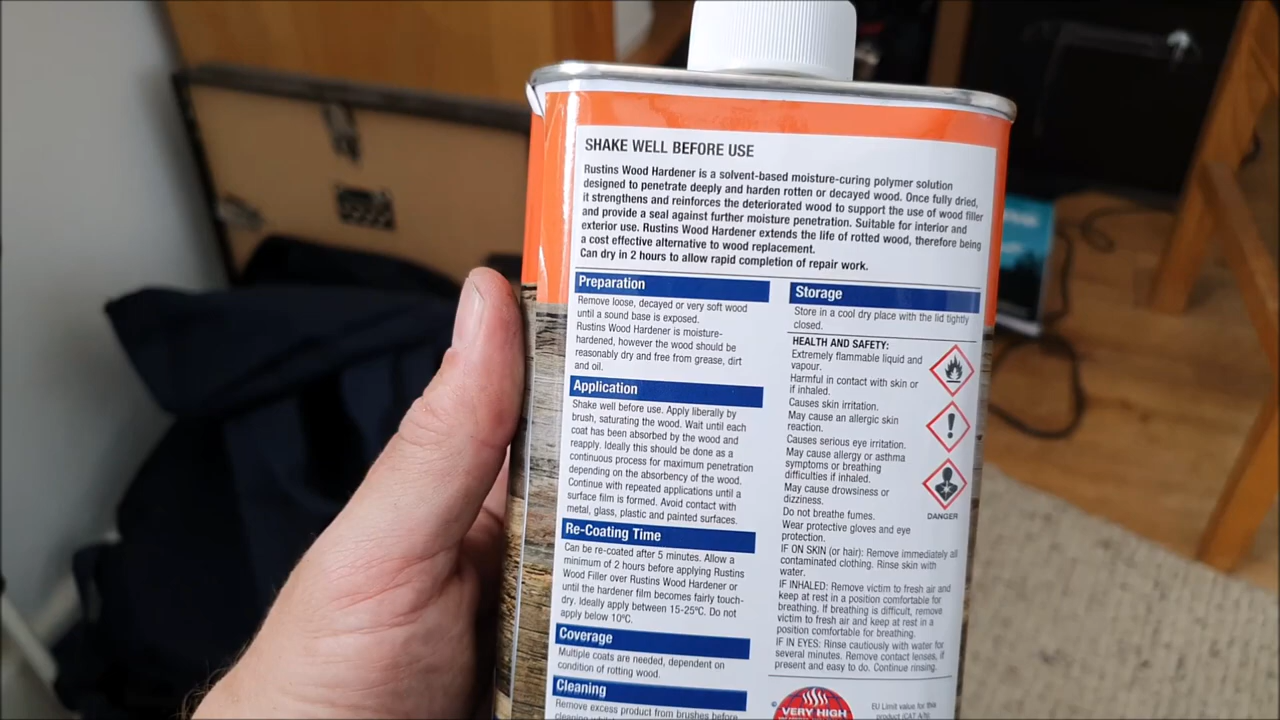 SHAKE WELL BEFORE USE
Rustins Wood Hardener is a solvent-based moisture-curing polymer solution
designed to penetrate deeply and harden rotten or decayed wood. Once fully dried,
it strengthens and reinforces the deteriorated wood to support the use of wood filler
and provide a seal against further moisture penetration. Suitable for interior and
exterior use. Rustins Wood Hardener extends the life of rotted wood, therefore being
a cost effective alternative to wood replacement.
Can dry in 2 hours to allow rapid completion of repair work.
Preparation
Remove loose, decayed or very soft wood
until a sound base is exposed.
Rustins Wood Hardener is moisture-
hardened, however the wood should be
reasonably dry and free from grease, dirt
and oil.
Application
Shake well before use. Apply liberally by
brush, saturating the wood. Wait until each
coat has been absorbed by the wood and
reapply. Ideally this should be done as a
continuous process for maximum penetration
depending on the absorbency of the wood.
Continue with repeated applications until a
surface film is formed. Avoid contact with
metal, glass, plastic and painted surfaces.
Re-Coating Time
Can be re-coated after 5 minutes. Allow a
minimum of 2 hours before applying Rustins
Wood Filler over Rustins Wood Hardener or
until the hardener film becomes fairly touch-
dry. Ideally apply between 15-25ºC. Do not
apply below 10ºC.
Coverage
Multiple coats are needed, dependent on
condition of rotting wood.
Cleaning
Remove excess product from brushes before
Storage
Store in a cool dry place with the lid tightly
closed.
HEALTH AND SAFETY:
Extremely flammable liquid and
vapour.
Harmful in contact with skin or
if inhaled.
Causes skin irritation.
May cause an allergic skin
reaction.
Causes serious eye irritation.
May cause allergy or asthma
symptoms or breathing
difficulties if inhaled.
May cause drowsiness or
dizziness.
Do not breathe fumes.
Wear protective gloves and eye
protection.
IF ON SKIN (or hair): Remove immediately all
contaminated clothing. Rinse skin with
water.
IF INHALED: Remove victim to fresh air and
keep at rest in a position comfortable for
breathing. If breathing is difficult, remove
victim to fresh air and keep at rest in a
position comfortable for breathing.
IF IN EYES: Rinse cautiously with water for
several minutes. Remove contact lenses, if
present and easy to do. Continue rinsing.
DANGER
VERY HIGH
EU Limit value for this